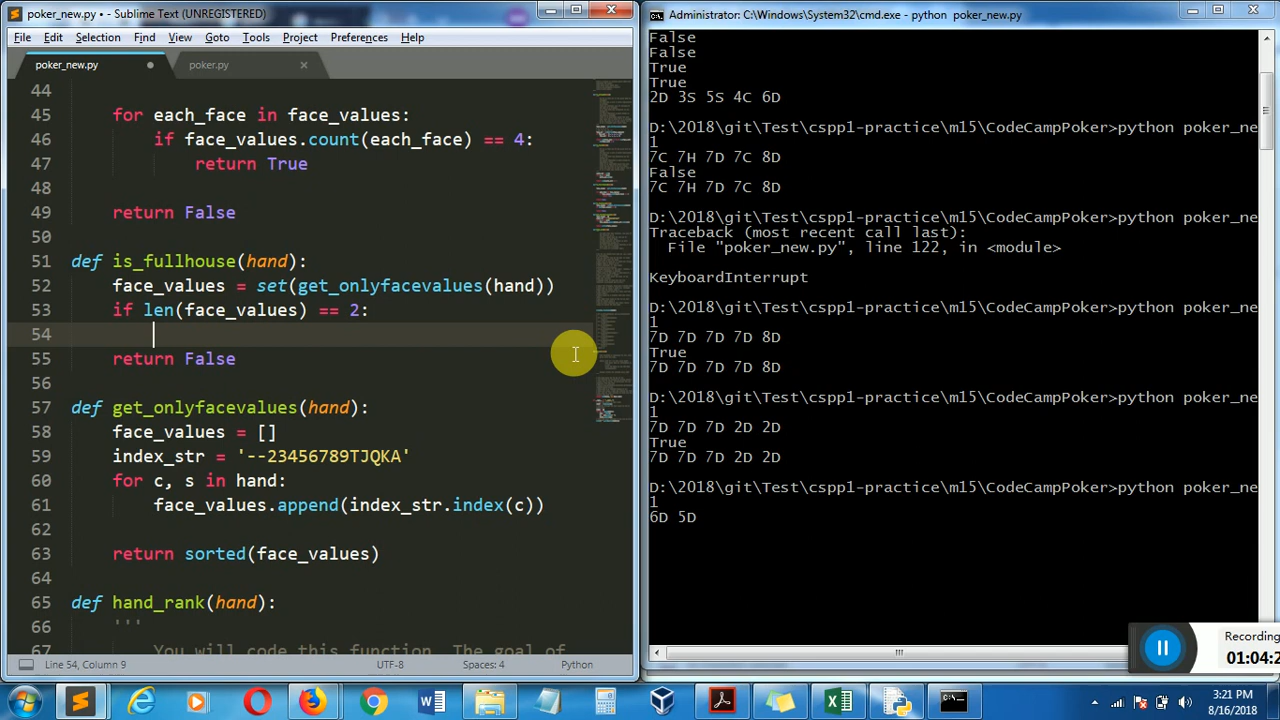 poker_new.py • - Sublime Text (UNREGISTERED)
File Edit Selection Find View Goto Tools Project Preferences Help
poker_new.py
poker.py
44
45 for each_face in face_values:
46 if face_values.count(each_face) == 4:
47 return True
48
49 return False
50
51 def is_fullhouse(hand):
52 face_values = set(get_onlyfacevalues(hand))
53 if len(face_values) == 2:
54
55 return False
56
57 def get_onlyfacevalues(hand):
58 face_values = []
59 index_str = '--23456789TJQKA'
60 for c, s in hand:
61 face_values.append(index_str.index(c))
62
63 return sorted(face_values)
64
65 def hand_rank(hand):
66 '''
67 You will code this function. The goal of
Line 54, Column 9
UTF-8
Spaces: 4
Python
Administrator: C:\Windows\System32\cmd.exe - python poker_new.py
False
False
True
True
2D 3S 5S 4C 6D
D:\2018\git\Test\cspp1-practice\m15\CodeCampPoker>python poker_ne
1
7C 7H 7D 7C 8D
False
7C 7H 7D 7C 8D
D:\2018\git\Test\cspp1-practice\m15\CodeCampPoker>python poker_ne
Traceback (most recent call last):
File "poker_new.py", line 122, in <module>
KeyboardInterrupt
D:\2018\git\Test\cspp1-practice\m15\CodeCampPoker>python poker_ne
1
7D 7D 7D 7D 8D
True
7D 7D 7D 7D 8D
D:\2018\git\Test\cspp1-practice\m15\CodeCampPoker>python poker_ne
1
7D 7D 7D 2D 2D
True
7D 7D 7D 2D 2D
D:\2018\git\Test\cspp1-practice\m15\CodeCampPoker>python poker_ne
1
6D 5D
Recording
01:04:2
3:21 PM
8/16/2018